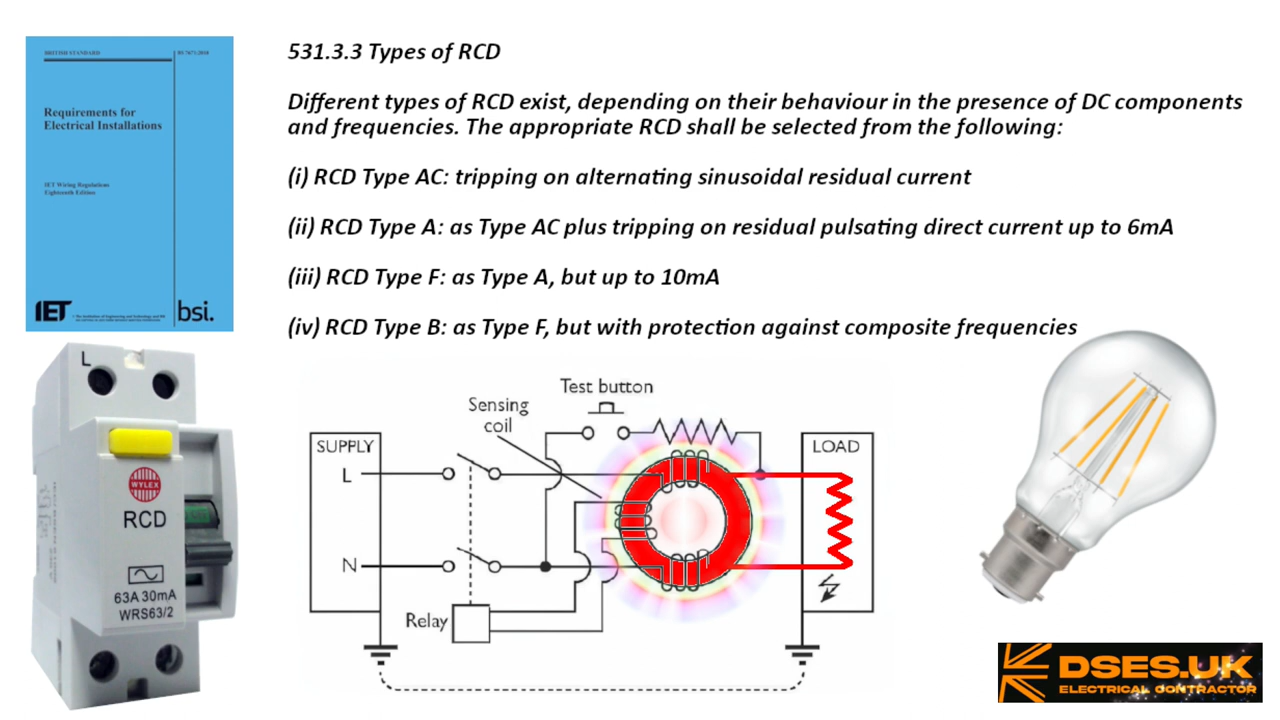 BRITISH STANDARD
BS 7671:2018
Requirements for
Electrical Installations
IET Wiring Regulations
Eighteenth Edition
IET
bsi.
531.3.3 Types of RCD
Different types of RCD exist, depending on their behaviour in the presence of DC components
and frequencies. The appropriate RCD shall be selected from the following:
(i) RCD Type AC: tripping on alternating sinusoidal residual current
(ii) RCD Type A: as Type AC plus tripping on residual pulsating direct current up to 6mA
(iii) RCD Type F: as Type A, but up to 10mA
(iv) RCD Type B: as Type F, but with protection against composite frequencies
L
WYLEX
RCD
63A 30mA
WRS63/2
Test button
Sensing
coil
SUPPLY
LOAD
L
N
Relay
DSES.UK
ELECTRICAL CONTRACTOR